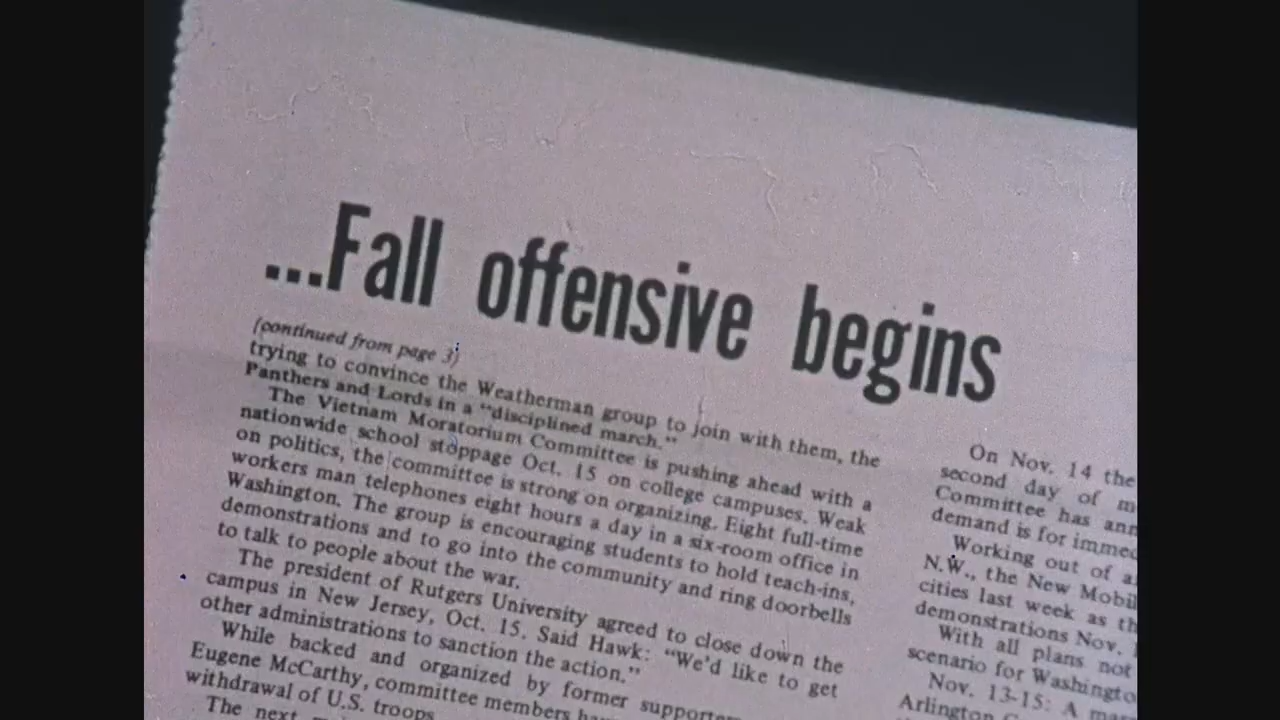 ...Fall offensive begins
(continued from page 3)
trying to convince the Weatherman group to join with them, the
Panthers and Lords in a "disciplined march."
The Vietnam Moratorium Committee is pushing ahead with a
nationwide school stoppage Oct. 15 on college campuses. Weak
on politics, the committee is strong on organizing. Eight full-time
workers man telephones eight hours a day in a six-room office in
Washington. The group is encouraging students to hold teach-ins,
demonstrations and to go into the community and ring doorbells
to talk to people about the war.
The president of Rutgers University agreed to close down the
campus in New Jersey, Oct. 15. Said Hawk: "We'd like to get
other administrations to sanction the action."
While backed and organized by former
Eugene McCarthy, committee members
withdrawal of U.S. troops
The next
On Nov. 14 the
second day of
Committee has
demand is for
Working out of
N.W., the New
cities last week as
demonstrations Nov.
With all plans not
scenario for
Nov. 13-15: A
Arlington